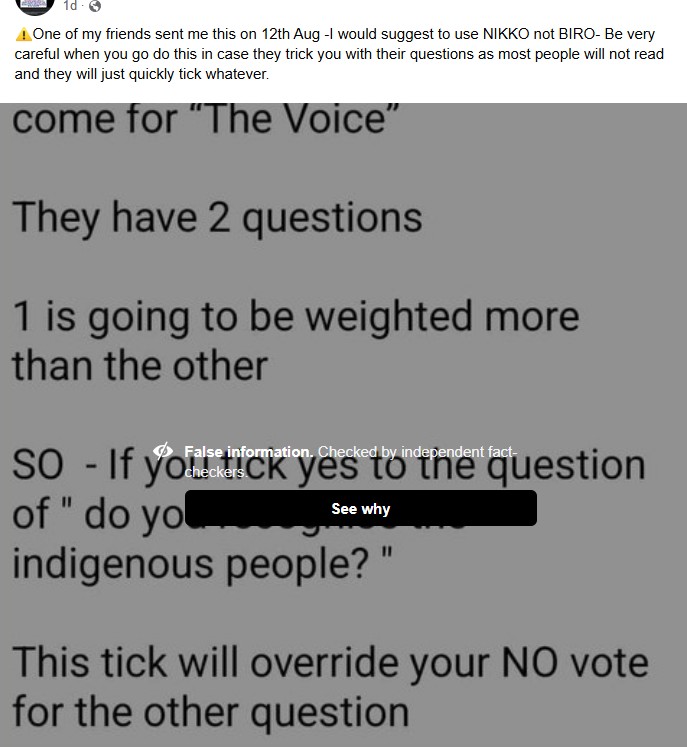 1d ·
⚠One of my friends sent me this on 12th Aug -I would suggest to use NIKKO not BIRO- Be very
careful when you go do this in case they trick you with their questions as most people will not read
and they will just quickly tick whatever.
come for “The Voice”
They have 2 questions
1 is going to be weighted more
than the other
SO - If you tick yes to the question
False information. Checked by independent fact-
checkers.
of " do you the
See why
indigenous people? "
This tick will override your NO vote
for the other question